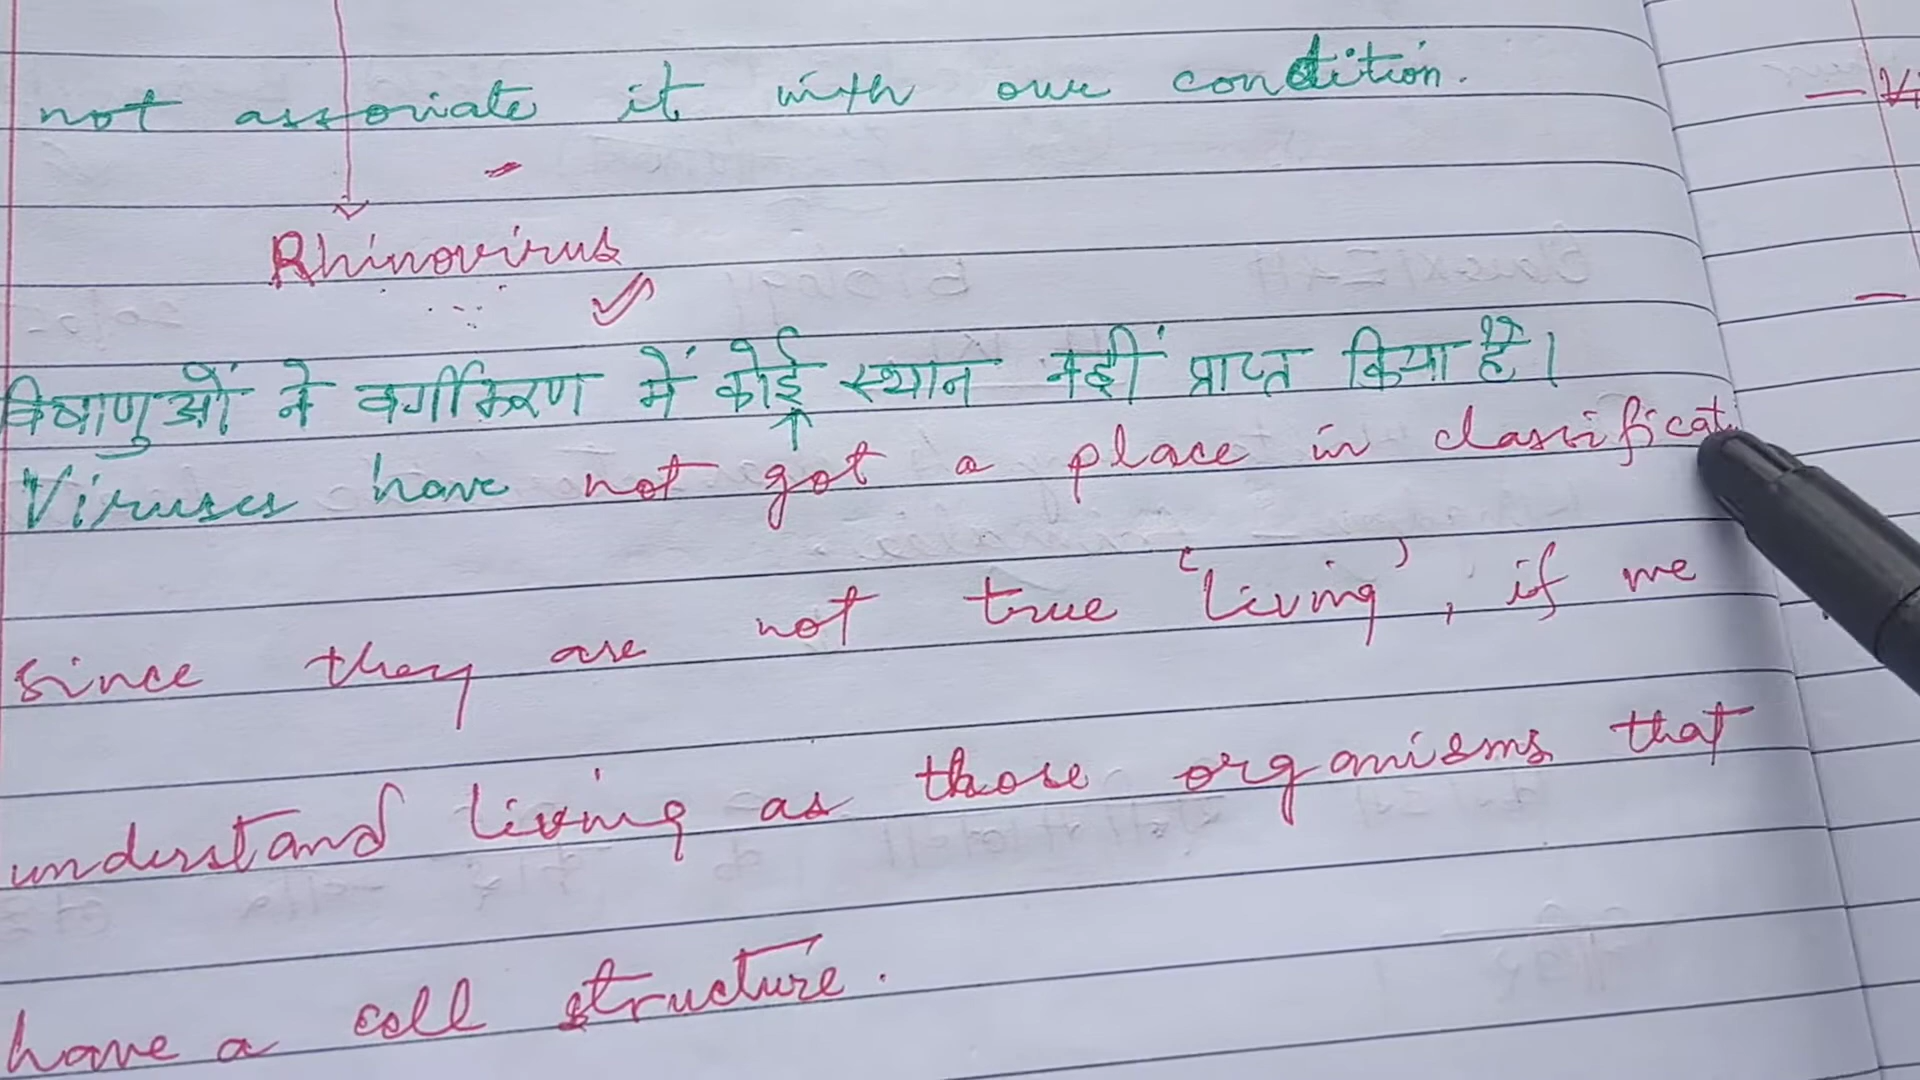 not associate it with our condition.
Rhinovirus
विषाणुओं ने वर्गीकरण में कोई स्थान नहीं प्राप्त किया है।
Viruses have not got a place in classificat
since they are not true 'living', if we
understand living as those organisms that
have a cell structure.